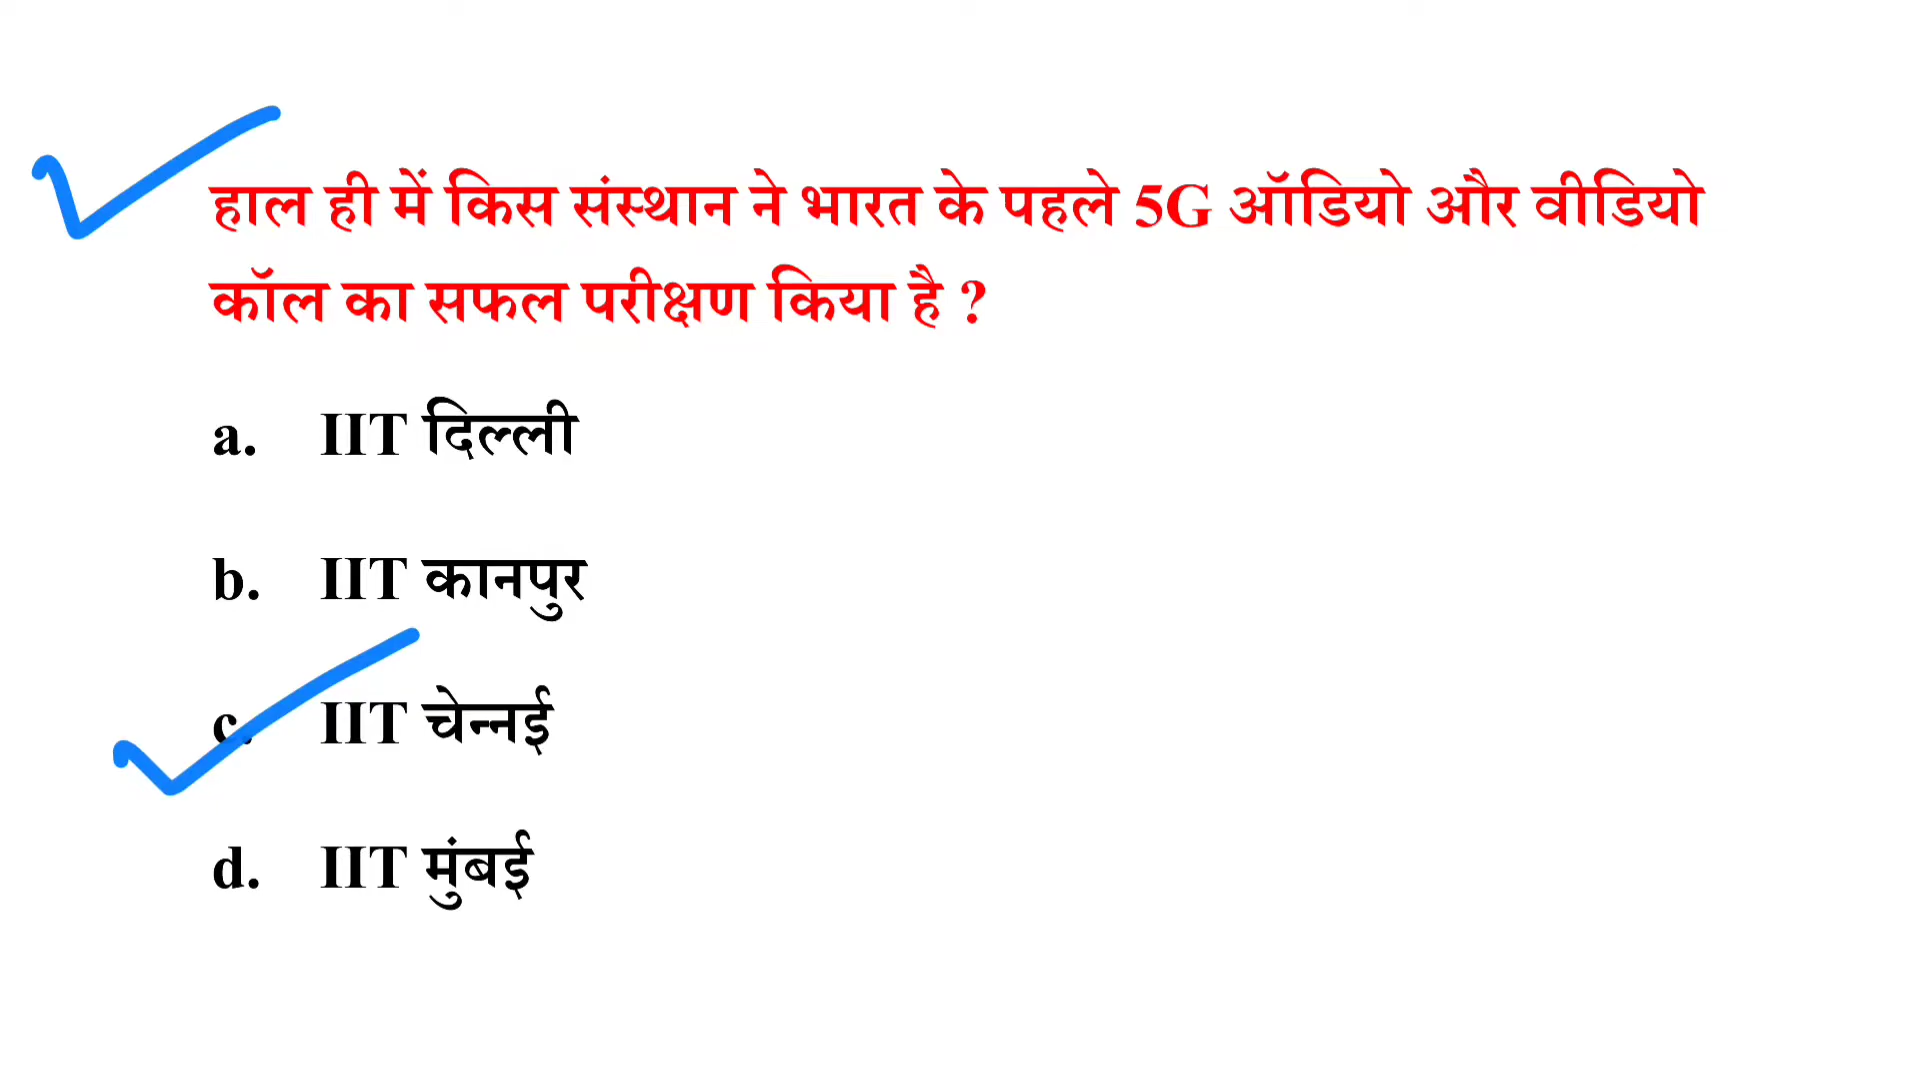 हाल ही में किस संस्थान ने भारत के पहले 5G ऑडियो और वीडियो
कॉल का सफल परीक्षण किया है ?
a. IIT दिल्ली
b. IIT कानपुर
c. IIT चेन्नई
d. IIT मुंबई